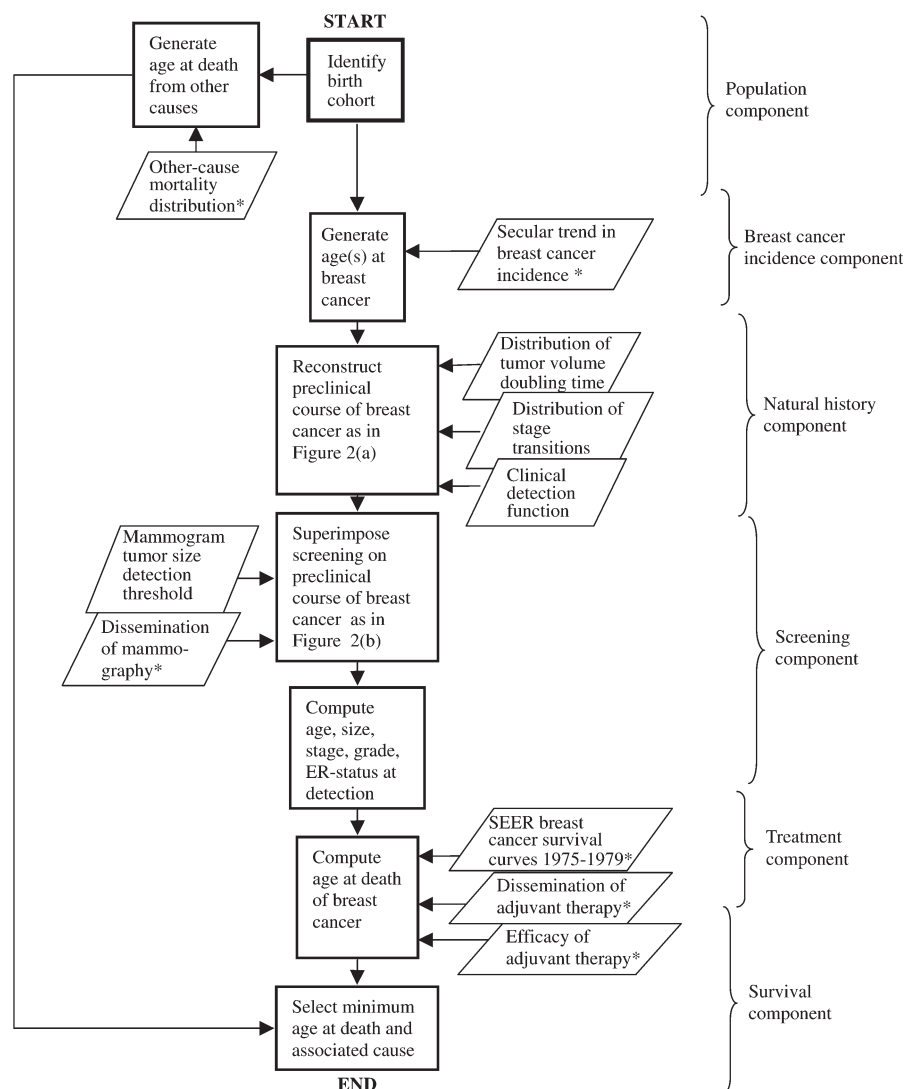 START
Generate
age at death
from other
causes
Identify
birth
cohort
Population
component
Other-cause
mortality
distribution*
Generate
age(s) at
breast
cancer
Secular trend in
breast cancer
incidence *
Breast cancer
incidence component
Reconstruct
preclinical
course of breast
cancer as in
Figure 2(a)
Distribution of
tumor volume
doubling time
Distribution of
stage
transitions
Clinical
detection
function
Natural history
component
Mammogram
tumor size
detection
threshold
Dissemination
of mammo-
graphy*
Superimpose
screening on
preclinical
course of breast
cancer as in
Figure 2(b)
Screening
component
Compute
age, size,
stage, grade,
ER-status at
detection
Compute
age at death
of breast
cancer
SEER breast
cancer survival
curves 1975-1979*
Dissemination of
adjuvant therapy*
Efficacy of
adjuvant therapy*
Treatment
component
Select minimum
age at death and
associated cause
Survival
component
END